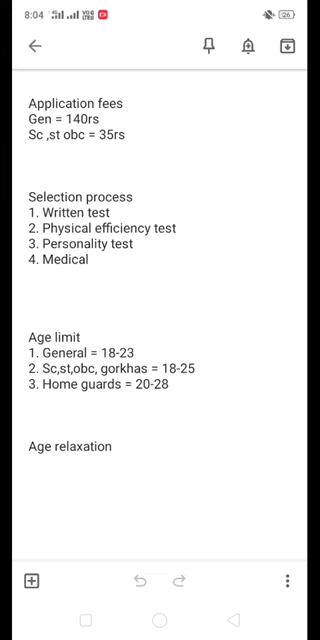 8:04
26
Application fees
Gen = 140rs
Sc ,st obc = 35rs
Selection process
1. Written test
2. Physical efficiency test
3. Personality test
4. Medical
Age limit
1. General = 18-23
2. Sc,st,obc, gorkhas = 18-25
3. Home guards = 20-28
Age relaxation